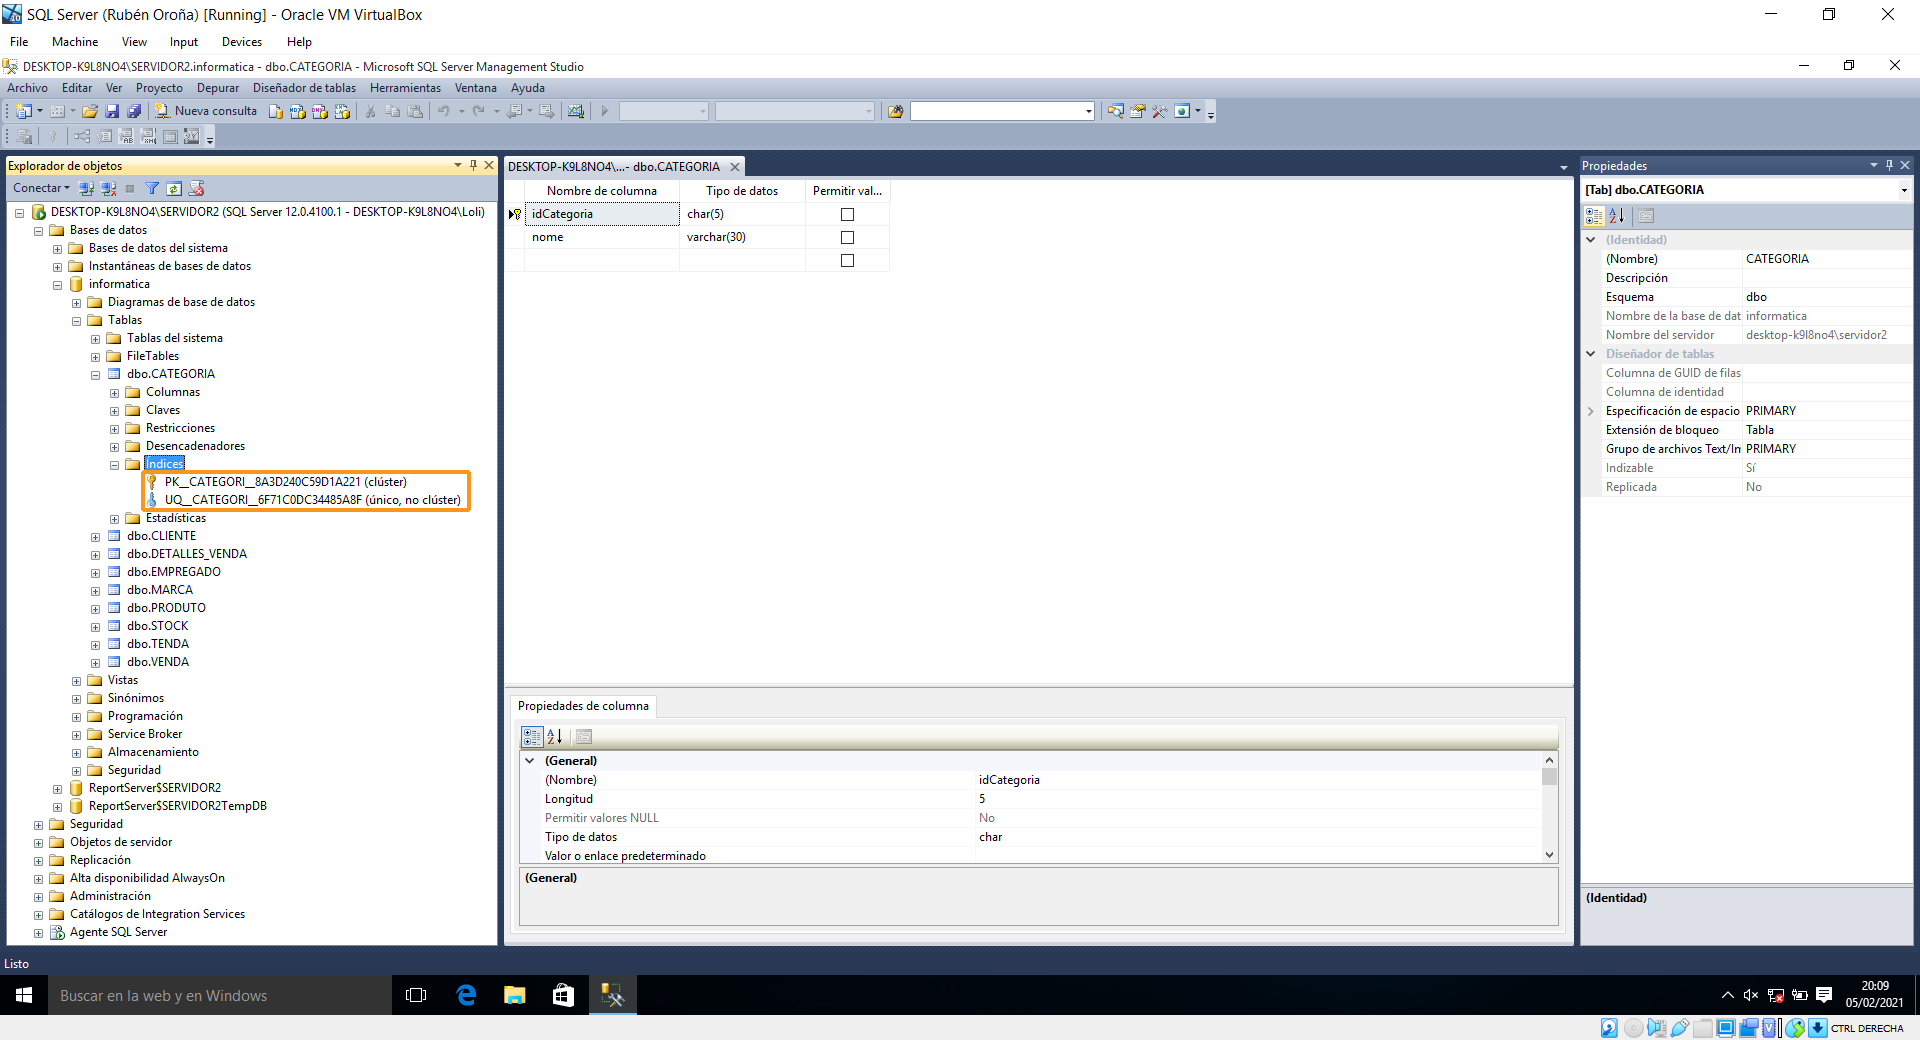 SQL Server (Rubén Oroña) [Running] - Oracle VM VirtualBox
File Machine View Input Devices Help
DESKTOP-K9L8NO4\SERVIDOR2.informatica - dbo.CATEGORIA - Microsoft SQL Server Management Studio
Archivo Editar Ver Proyecto Depurar Diseñador de tablas Herramientas Ventana Ayuda
Nueva consulta
Explorador de objetos
Conectar
DESKTOP-K9L8NO4\SERVIDOR2 (SQL Server 12.0.4100.1 - DESKTOP-K9L8NO4\Loli)
Bases de datos
Bases de datos del sistema
Instantáneas de bases de datos
informatica
Diagramas de base de datos
Tablas
Tablas del sistema
FileTables
dbo.CATEGORIA
Columnas
Claves
Restricciones
Desencadenadores
Índices
PK__CATEGORI__8A3D240C59D1A221 (clúster)
UQ__CATEGORI__6F71C0DC34485A8F (único, no clúster)
Estadísticas
dbo.CLIENTE
dbo.DETALLES_VENDA
dbo.EMPREGADO
dbo.MARCA
dbo.PRODUTO
dbo.STOCK
dbo.TENDA
dbo.VENDA
Vistas
Sinónimos
Programación
Service Broker
Almacenamiento
Seguridad
ReportServer$SERVIDOR2
ReportServer$SERVIDOR2TempDB
Seguridad
Objetos de servidor
Replicación
Alta disponibilidad AlwaysOn
Administración
Catálogos de Integration Services
Agente SQL Server
DESKTOP-K9L8NO4\...- dbo.CATEGORIA
Nombre de columna Tipo de datos Permitir val...
idCategoria char(5)
nome varchar(30)
Propiedades de columna
(General)
(Nombre) idCategoria
Longitud 5
Permitir valores NULL No
Tipo de datos char
Valor o enlace predeterminado
(General)
Propiedades
[Tab] dbo.CATEGORIA
(Identidad)
(Nombre) CATEGORIA
Descripción
Esquema dbo
Nombre de la base de dat informatica
Nombre del servidor desktop-k9l8no4\servidor2
Diseñador de tablas
Columna de GUID de filas
Columna de identidad
Especificación de espacio PRIMARY
Extensión de bloqueo Tabla
Grupo de archivos Text/Im PRIMARY
Indizable Sí
Replicada No
(Identidad)
Listo
Buscar en la web y en Windows
20:09
05/02/2021
CTRL DERECHA